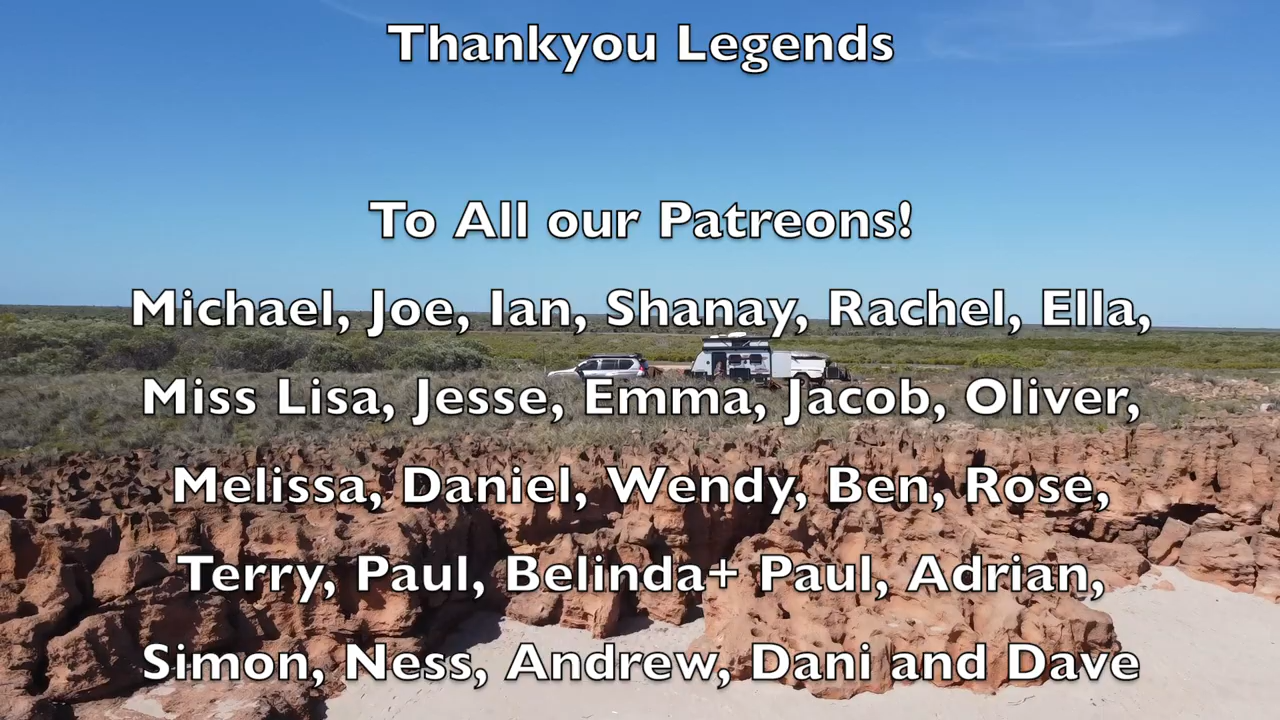 Thankyou Legends
To All our Patreons!
Michael, Joe, Ian, Shanay, Rachel, Ella,
Miss Lisa, Jesse, Emma, Jacob, Oliver,
Melissa, Daniel, Wendy, Ben, Rose,
Terry, Paul, Belinda+ Paul, Adrian,
Simon, Ness, Andrew, Dani and Dave